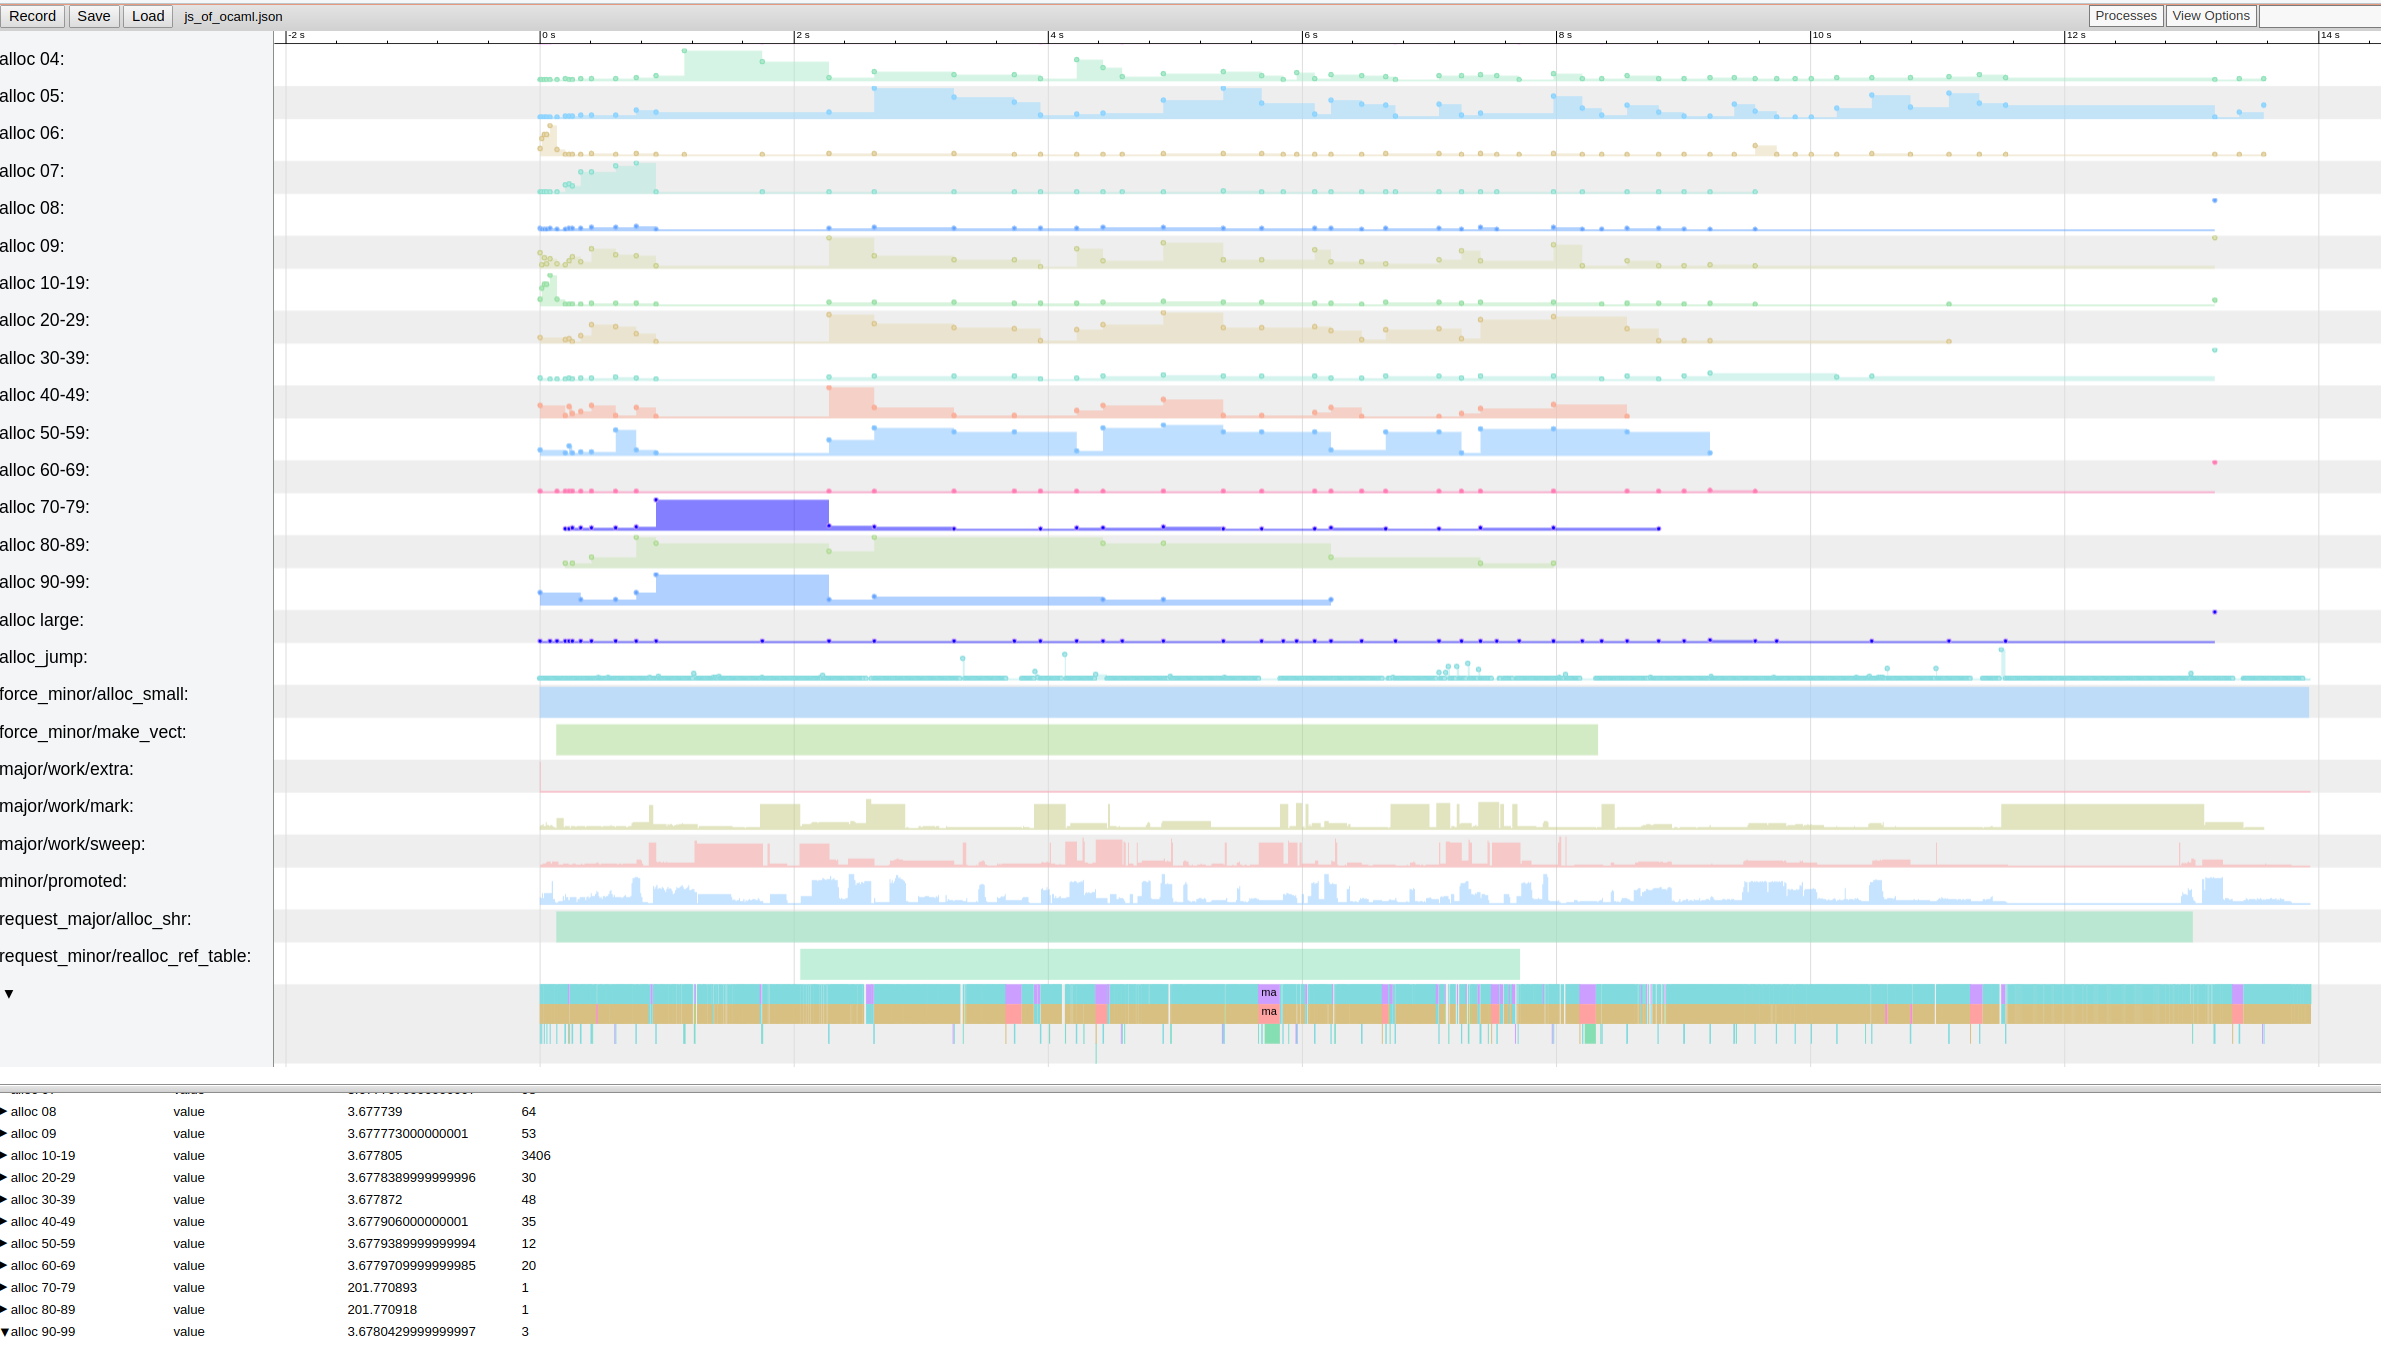 Record Save Load js_of_ocaml.json Processes View Options
-2 s 0 s 2 s 4 s 6 s 8 s 10 s 12 s 14 s
alloc 04:
alloc 05:
alloc 06:
alloc 07:
alloc 08:
alloc 09:
alloc 10-19:
alloc 20-29:
alloc 30-39:
alloc 40-49:
alloc 50-59:
alloc 60-69:
alloc 70-79:
alloc 80-89:
alloc 90-99:
alloc large:
alloc_jump:
force_minor/alloc_small:
force_minor/make_vect:
major/work/extra:
major/work/mark:
major/work/sweep:
minor/promoted:
request_major/alloc_shr:
request_minor/realloc_ref_table:
ma
ma
alloc 08 value 3.677739 64
alloc 09 value 3.677773000000001 53
alloc 10-19 value 3.677805 3406
alloc 20-29 value 3.6778389999999996 30
alloc 30-39 value 3.677872 48
alloc 40-49 value 3.677906000000001 35
alloc 50-59 value 3.6779389999999994 12
alloc 60-69 value 3.6779709999999985 20
alloc 70-79 value 201.770893 1
alloc 80-89 value 201.770918 1
alloc 90-99 value 3.6780429999999997 3